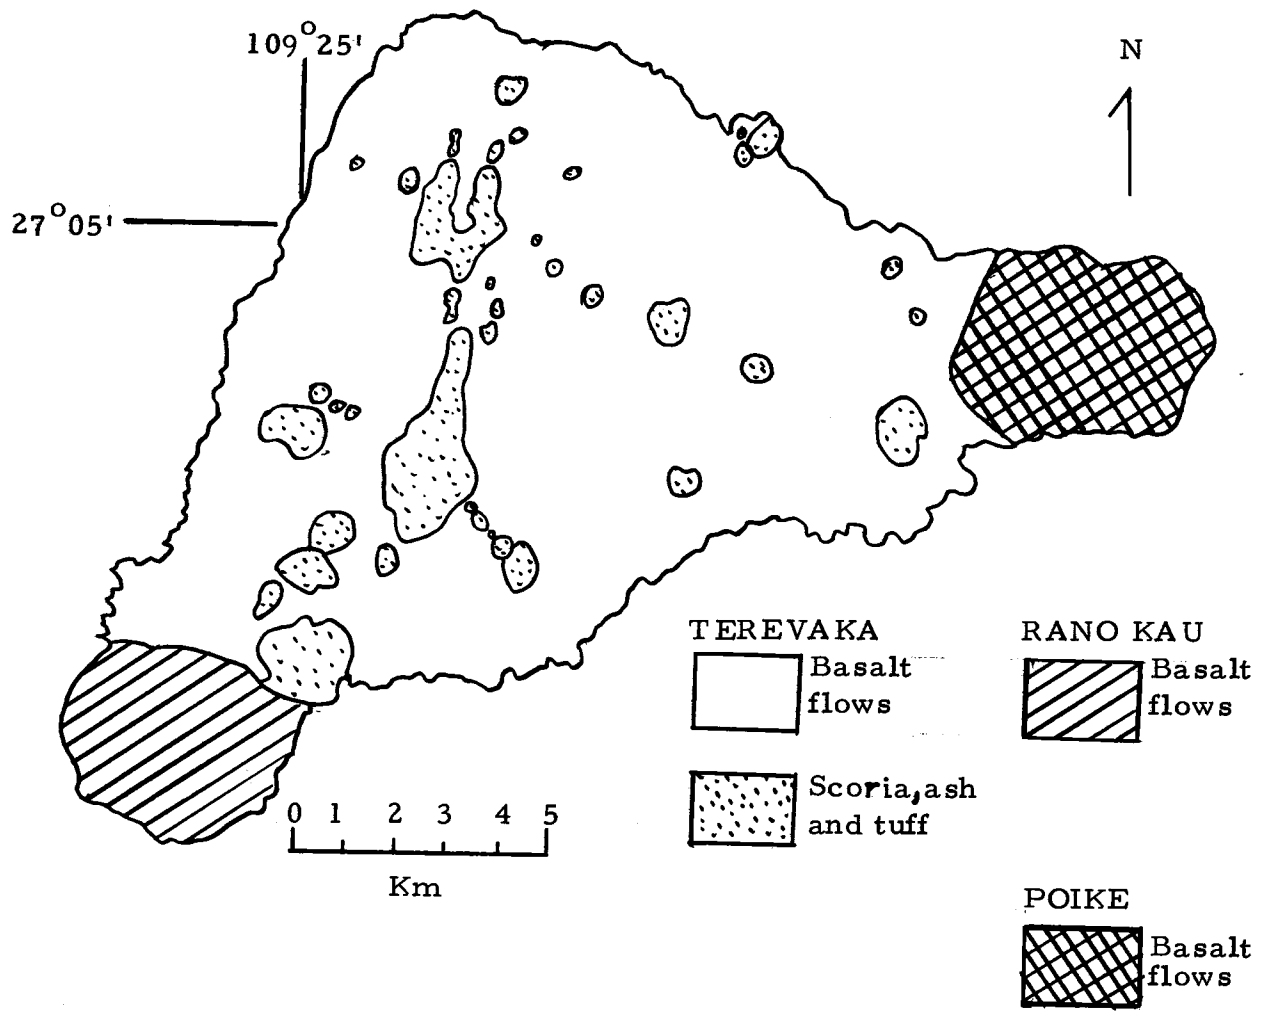 109°25'
N
27°05'
TEREVAKA
Basalt
flows
Scoria, ash
and tuff
RANO KAU
Basalt
flows
POIKE
Basalt
flows
0 1 2 3 4 5
Km